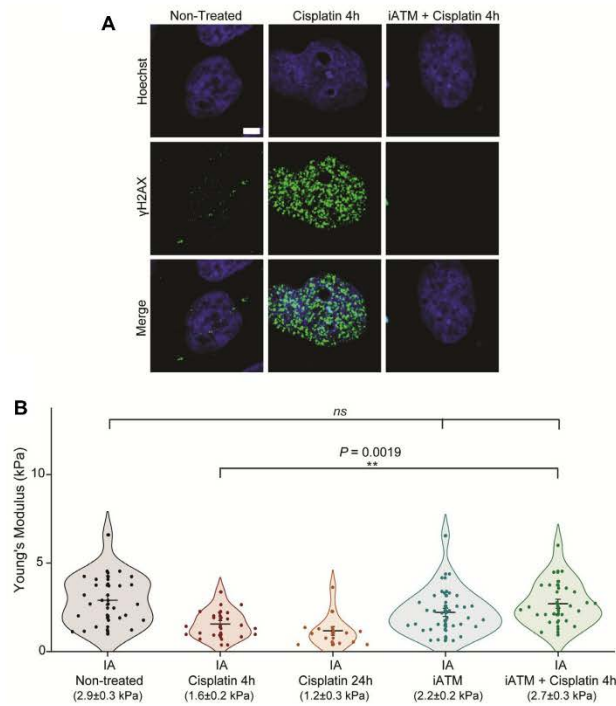 A
Non-Treated Cisplatin 4h iATM + Cisplatin 4h
Hoechst
γH2AX
Merge
B
ns
P = 0.0019
**
Young's Modulus (kPa)
10
5
0
IA IA IA IA IA
Non-treated Cisplatin 4h Cisplatin 24h iATM iATM + Cisplatin 4h
(2.9±0.3 kPa) (1.6±0.2 kPa) (1.2±0.3 kPa) (2.2±0.2 kPa) (2.7±0.3 kPa)